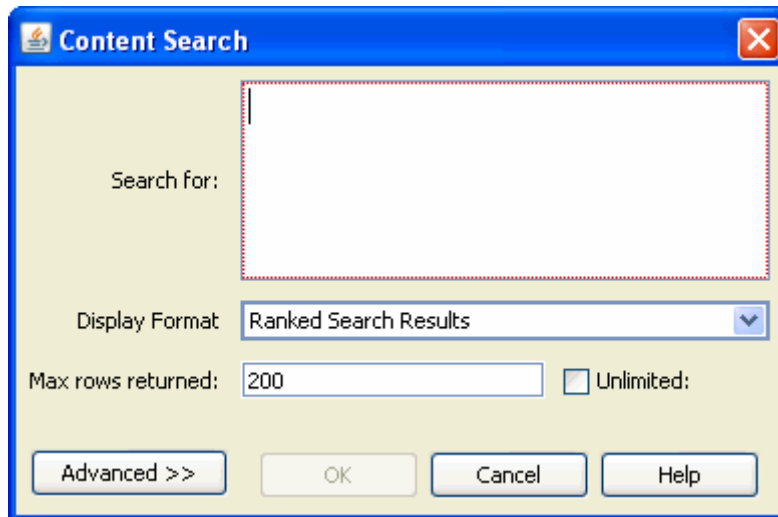 Content Search
Search for:
Display Format Ranked Search Results
Max rows returned: 200 Unlimited:
Advanced >> OK Cancel Help